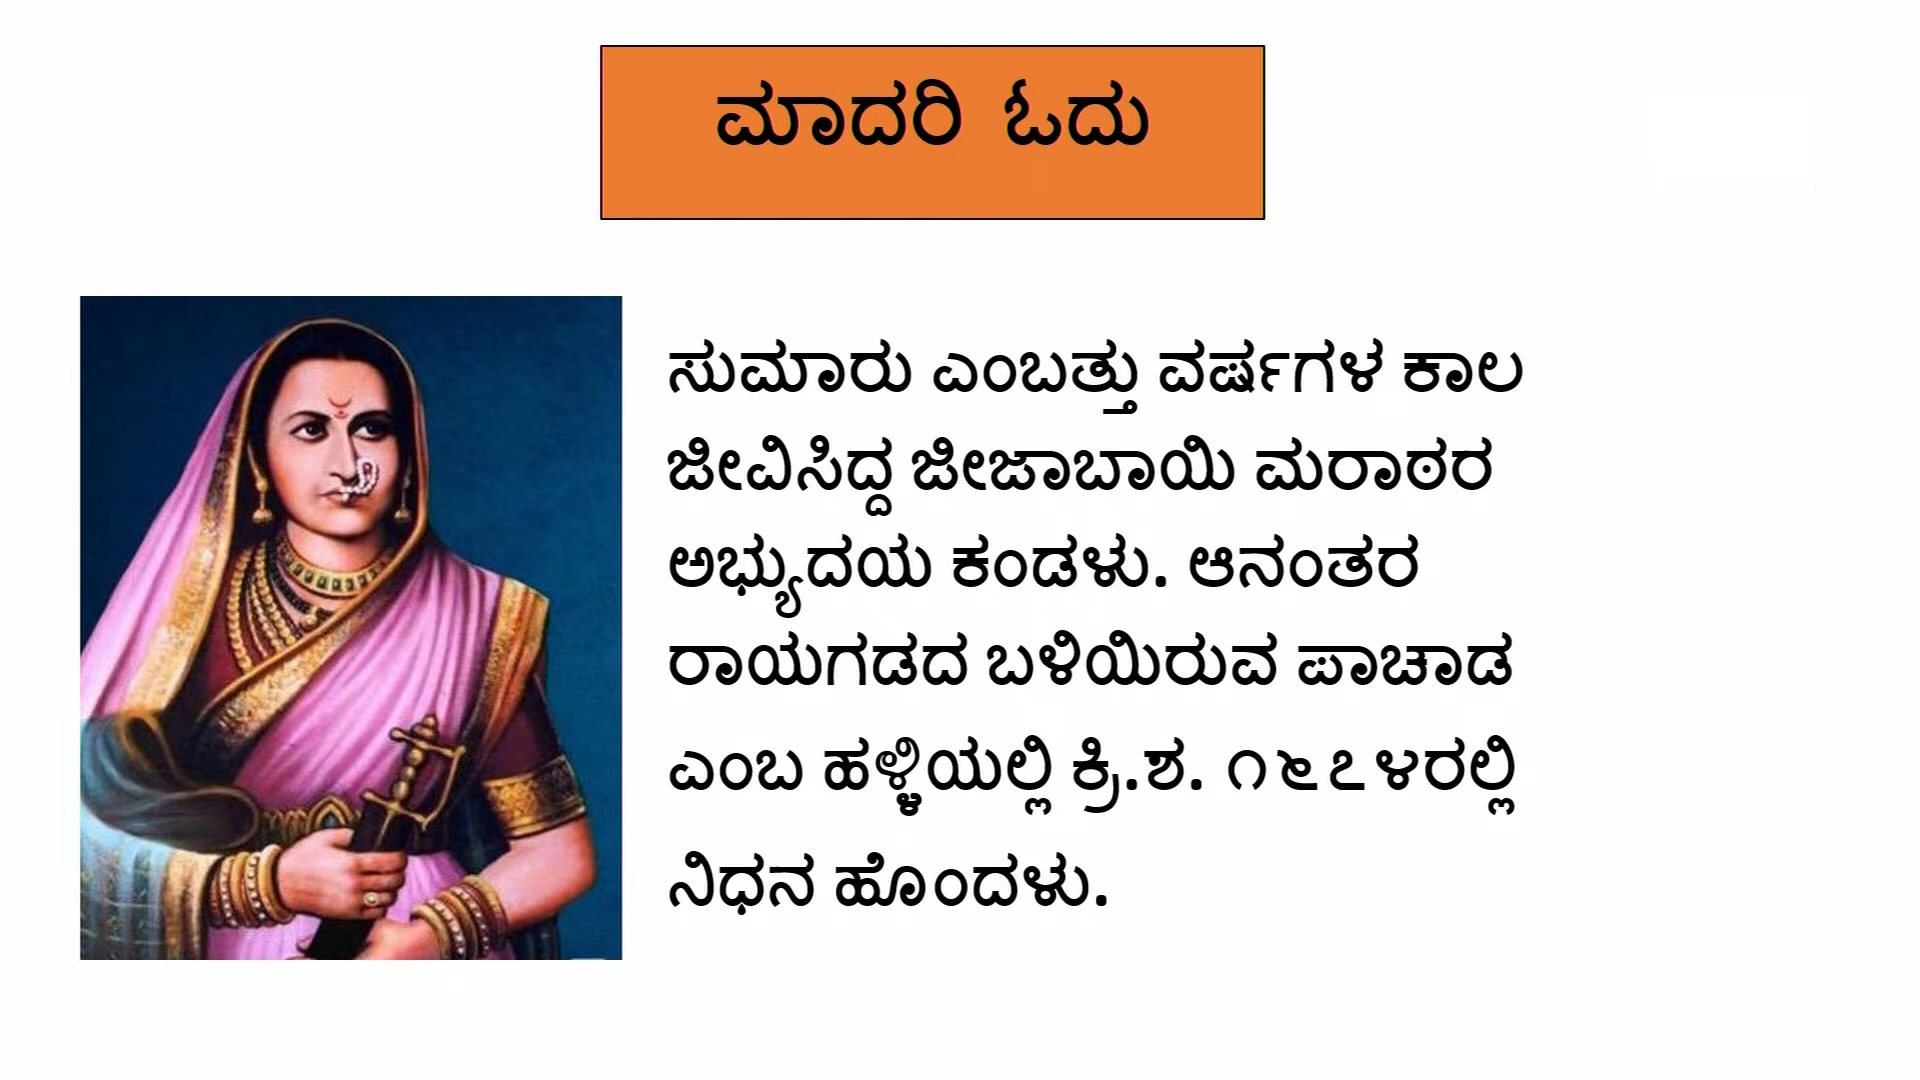 ಮಾದರಿ ಓದು
ಸುಮಾರು ಎಂಬತ್ತು ವರ್ಷಗಳ ಕಾಲ
ಜೀವಿಸಿದ್ದ ಜೀಜಾಬಾಯಿ ಮರಾಠರ
ಅಭ್ಯುದಯ ಕಂಡಳು. ಆನಂತರ
ರಾಯಗಡದ ಬಳಿಯಿರುವ ಪಾಚಾಡ
ಎಂಬ ಹಳ್ಳಿಯಲ್ಲಿ ಕ್ರಿ.ಶ. ೧೬೭೪ರಲ್ಲಿ
ನಿಧನ ಹೊಂದಳು.